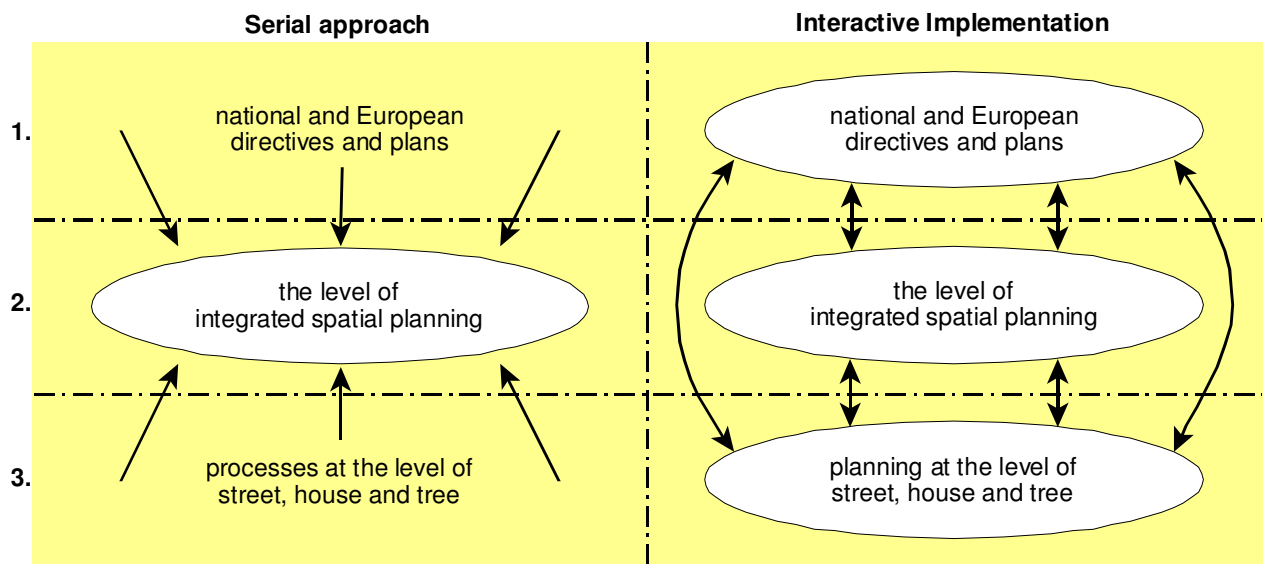 Serial approach
Interactive Implementation
1.
national and European
directives and plans
national and European
directives and plans
2.
the level of
integrated spatial planning
the level of
integrated spatial planning
3.
processes at the level of
street, house and tree
planning at the level of
street, house and tree